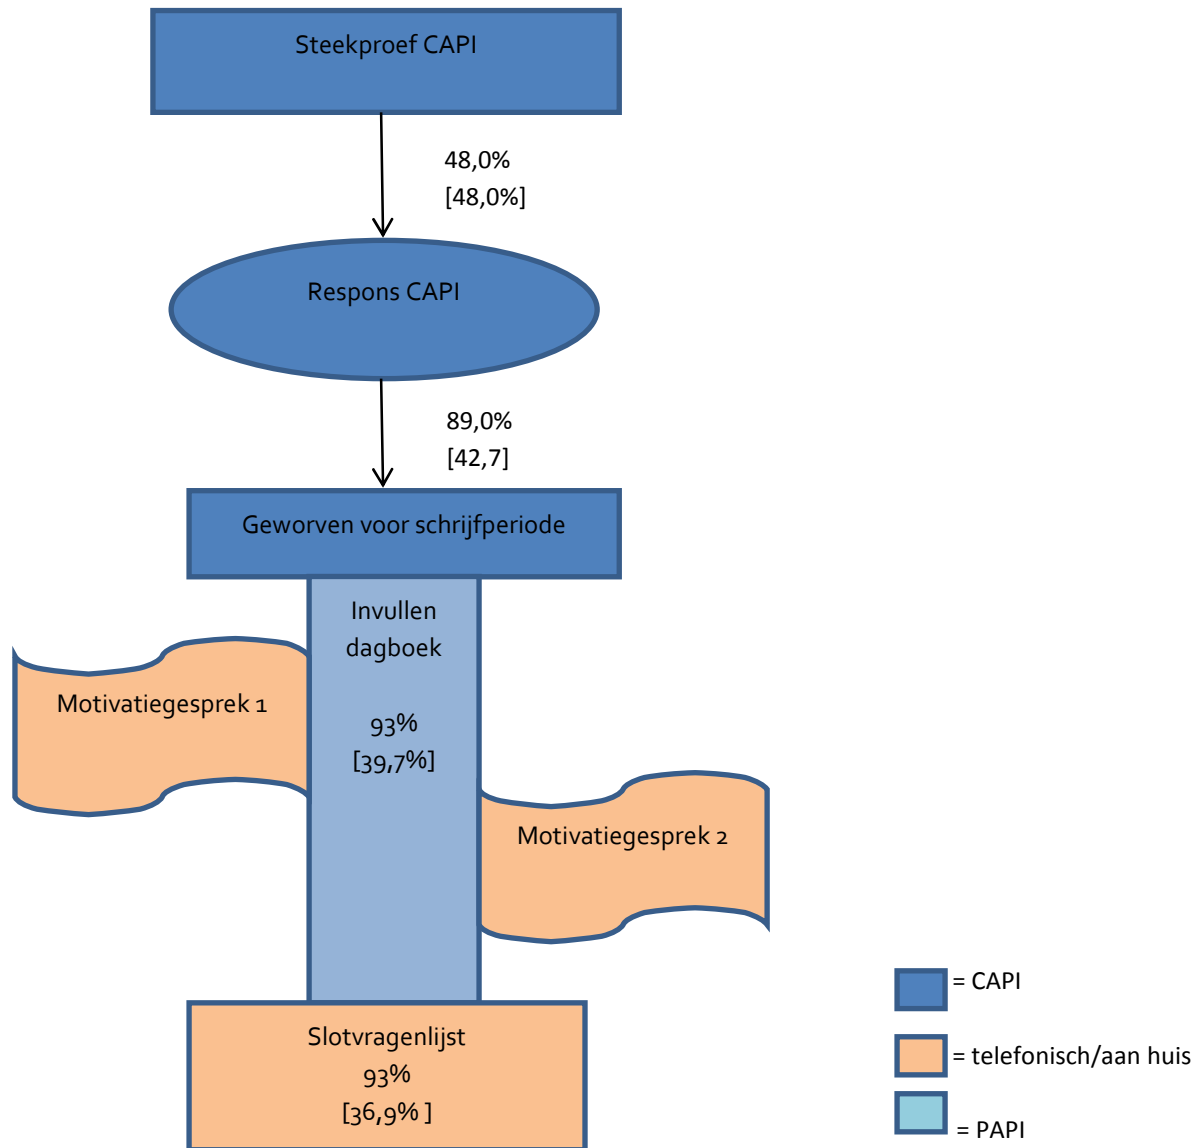 Steekproef CAPI
48,0%
[48,0%]
Respons CAPI
89,0%
[42,7]
Geworven voor schrijfperiode
Invullen
dagboek
93%
[39,7%]
Motivatiegesprek 1
Motivatiegesprek 2
Slotvragenlijst
93%
[36,9% ]
= CAPI
= telefonisch/aan huis
= PAPI